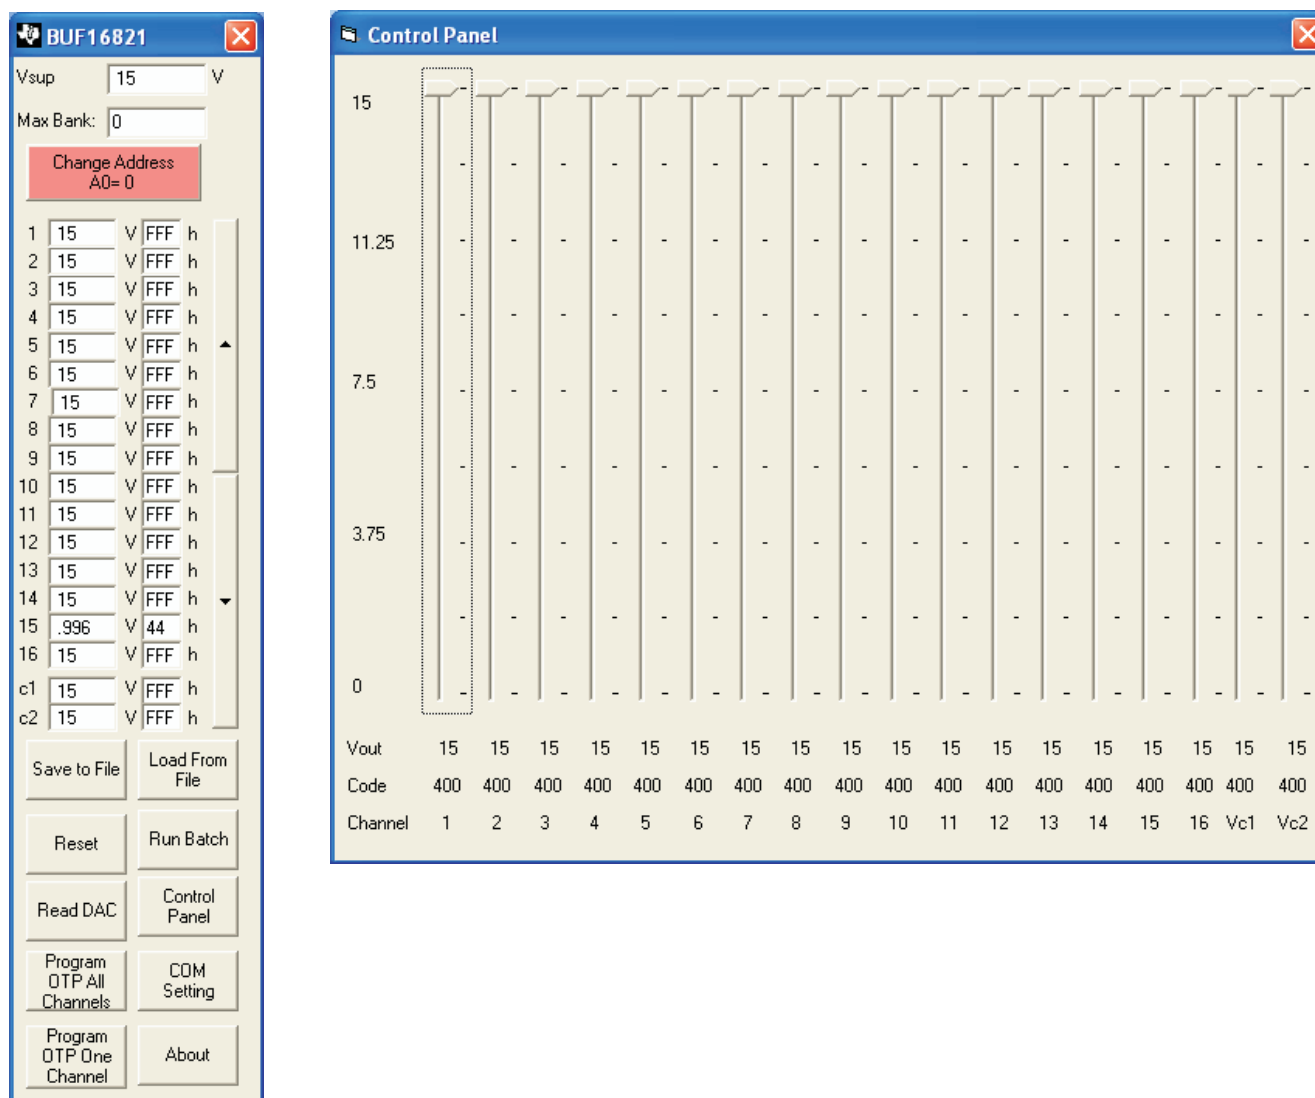 BUF16821
Vsup 15 V
Max Bank: 0
Change Address
A0= 0
1 15 V FFF h
2 15 V FFF h
3 15 V FFF h
4 15 V FFF h
5 15 V FFF h
6 15 V FFF h
7 15 V FFF h
8 15 V FFF h
9 15 V FFF h
10 15 V FFF h
11 15 V FFF h
12 15 V FFF h
13 15 V FFF h
14 15 V FFF h
15 .996 V 44 h
16 15 V FFF h
c1 15 V FFF h
c2 15 V FFF h
Save to File
Load From
File
Reset
Run Batch
Read DAC
Control
Panel
Program
OTP All
Channels
COM
Setting
Program
OTP One
Channel
About
Control Panel
15
11.25
7.5
3.75
0
Vout 15 15 15 15 15 15 15 15 15 15 15 15 15 15 15 15 15 15
Code 400 400 400 400 400 400 400 400 400 400 400 400 400 400 400 400 400 400
Channel 1 2 3 4 5 6 7 8 9 10 11 12 13 14 15 16 Vc1 Vc2